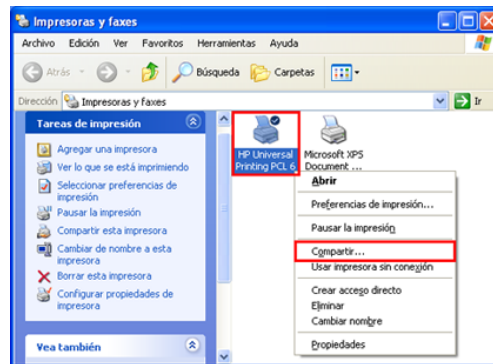 Impresoras y faxes
Archivo Edición Ver Favoritos Herramientas Ayuda
Atrás Búsqueda Carpetas
Dirección Impresoras y faxes Ir
Tareas de impresión
Agregar una impresora
Ver lo que se está imprimiendo
Seleccionar preferencias de
impresión
Pausar la impresión
Compartir esta impresora
Cambiar de nombre a esta
impresora
Borrar esta impresora
Configurar propiedades de
impresora
Vea también
HP Universal
Printing PCL 6
Microsoft XPS
Document ...
Abrir
Preferencias de impresión...
Pausar la impresión
Compartir...
Usar impresora sin conexión
Crear acceso directo
Eliminar
Cambiar nombre
Propiedades